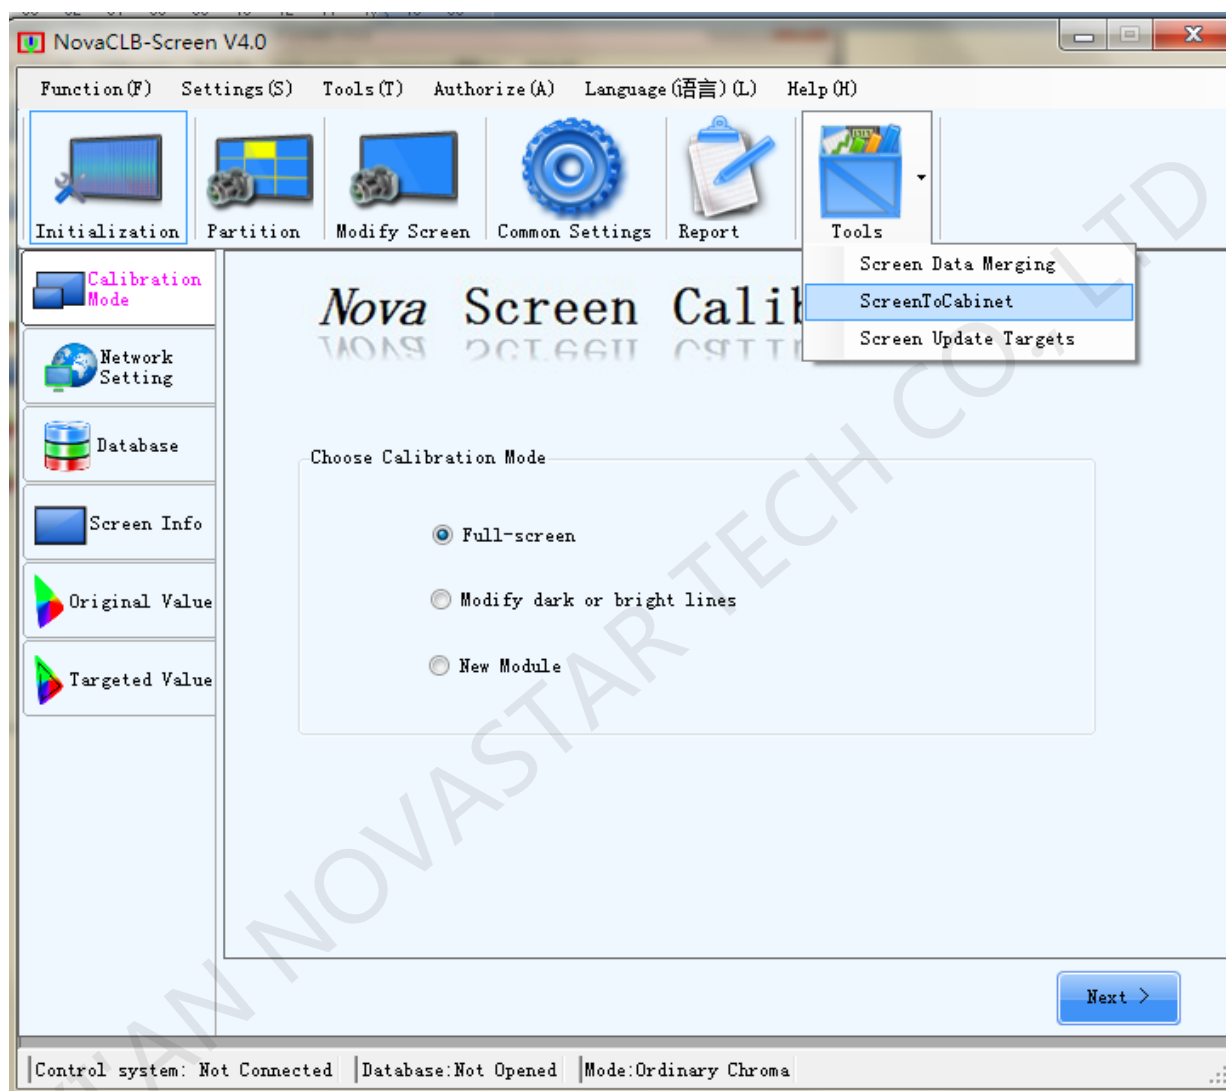 NovaCLB-Screen V4.0
Function(F) Settings(S) Tools(T) Authorize(A) Language(语言)(L) Help(H)
Initialization Partition Modify Screen Common Settings Report Tools
Screen Data Merging
ScreenToCabinet
Screen Update Targets
Calibration
Mode
Nova Screen Calib
Network
Setting
Database
Choose Calibration Mode
Screen Info
Full-screen
Original Value
Modify dark or bright lines
New Module
Targeted Value
Next >
Control system: Not Connected Database:Not Opened Mode:Ordinary Chroma
NOVASTAR TECH CO., LTD